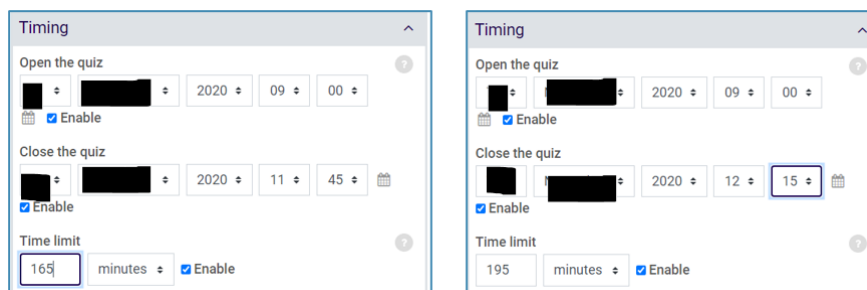 Timing
Open the quiz
2020 09 00
Enable
Close the quiz
2020 11 45
Enable
Time limit
165 minutes Enable
Timing
Open the quiz
2020 09 00
Enable
Close the quiz
2020 12 15
Enable
Time limit
195 minutes Enable